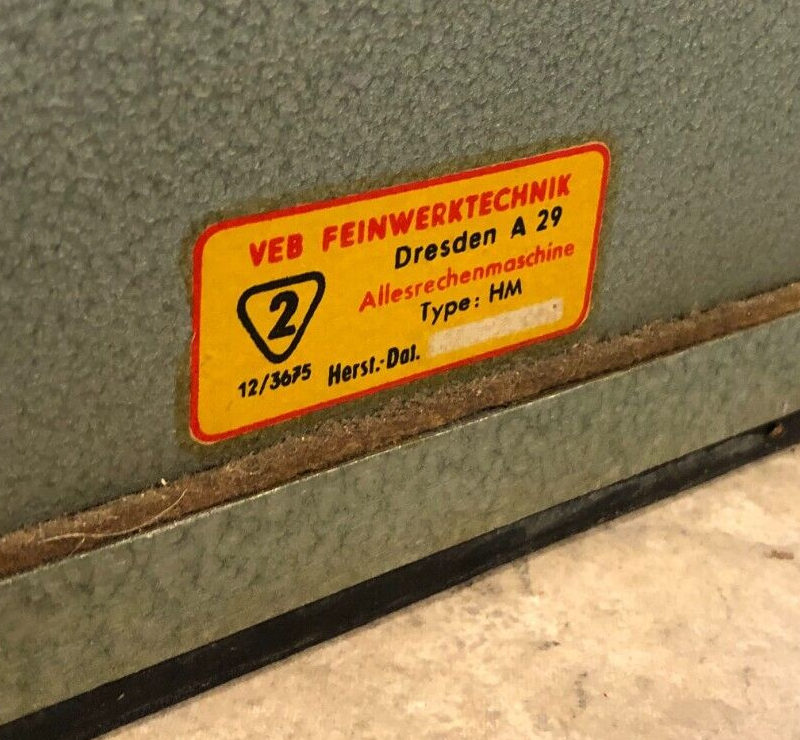 VEB FEINWERKTECHNIK
Dresden A 29
Allesrechenmaschine
Type: HM
2
12/3675
Herst.-Dat.